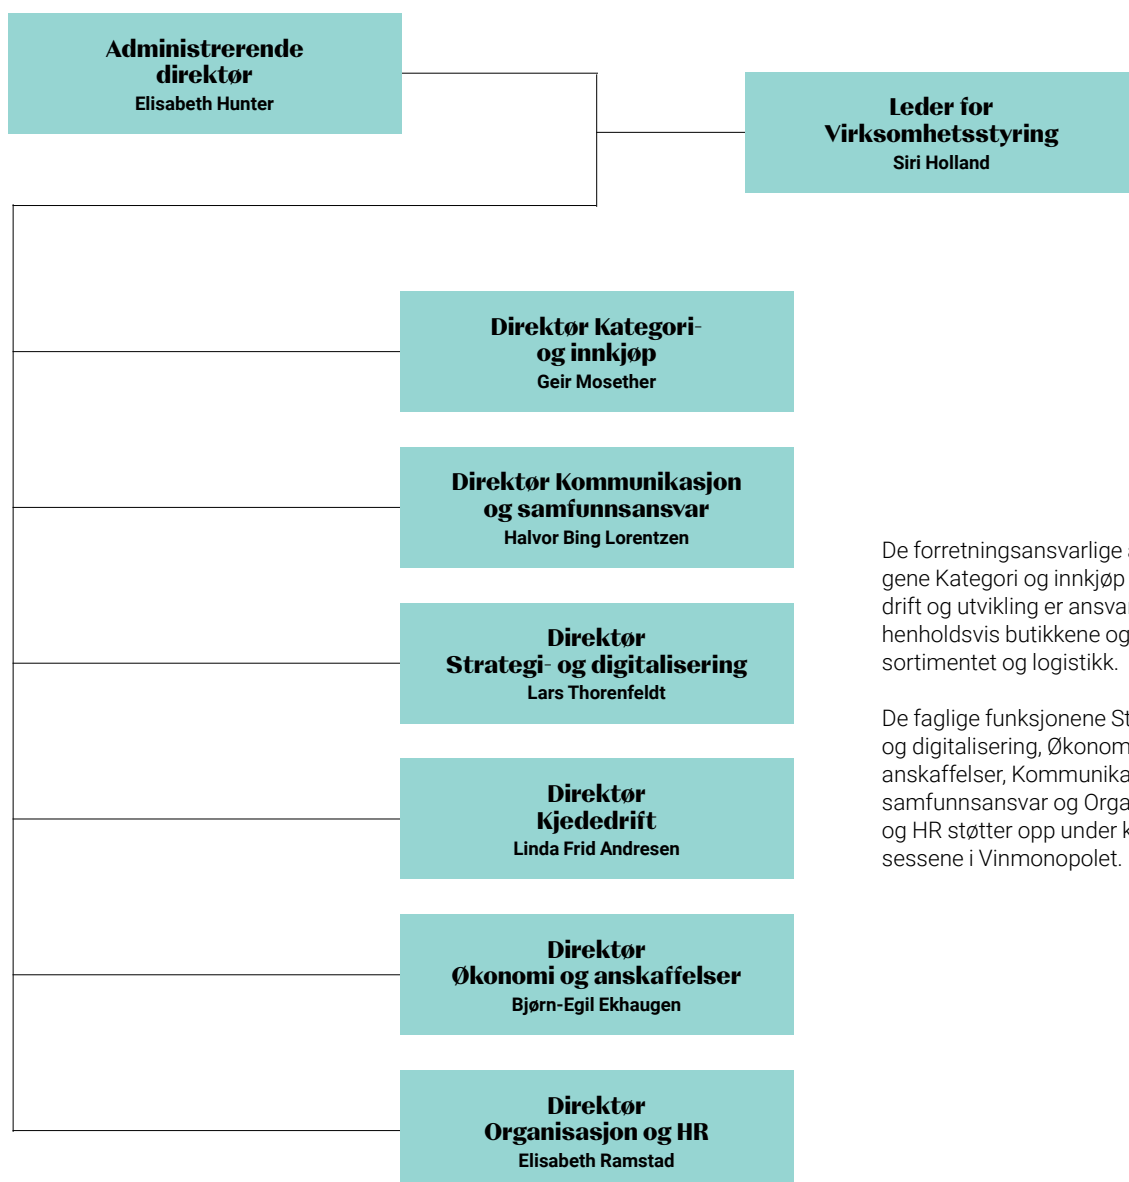 Administrerende
direktør
Elisabeth Hunter
Leder for
Virksomhetsstyring
Siri Holland
Direktør Kategori-
og innkjøp
Geir Mosether
Direktør Kommunikasjon
og samfunnsansvar
Halvor Bing Lorentzen
Direktør
Strategi- og digitalisering
Lars Thorenfeldt
Direktør
Kjededrift
Linda Frid Andresen
Direktør
Økonomi og anskaffelser
Bjørn-Egil Ekhaugen
Direktør
Organisasjon og HR
Elisabeth Ramstad
De forretningsansvarlige
gene Kategori og innkjøp
drift og utvikling er
henholdsvis butikkene og
sortimentet og logistikk.
De faglige funksjonene
og digitalisering,
anskaffelser,
samfunnsansvar og
og HR støtter opp under
sessene i Vinmonopolet.